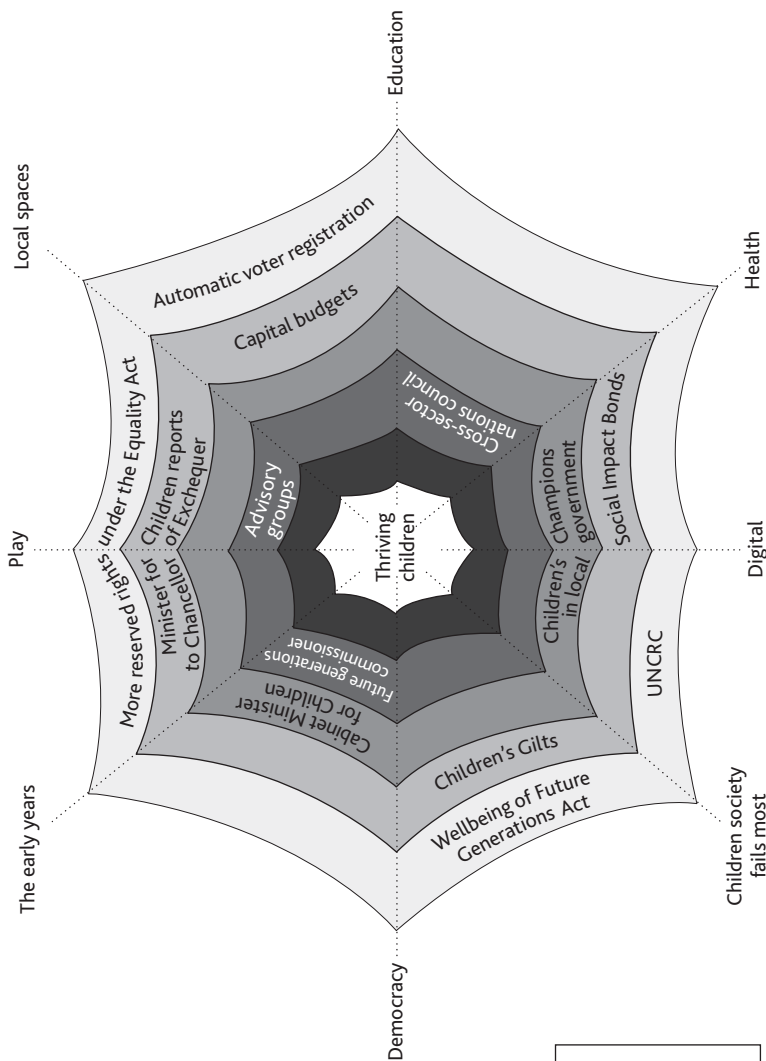 Education
Local spaces
Health
Play
Digital
The early years
Children society
fails most
Democracy
Automatic voter registration
More reserved rights under the Equality Act
Wellbeing of Future
Generations Act
UNCRC
Capital budgets
Minister for Children reports
to Chancellor of Exchequer
Children's Gilts
Social Impact Bonds
Cabinet Minister
for Children
Children's Champions
in local government
Advisory
groups
Cross-sector
nations council
Future generations
commissioner
Thriving
children